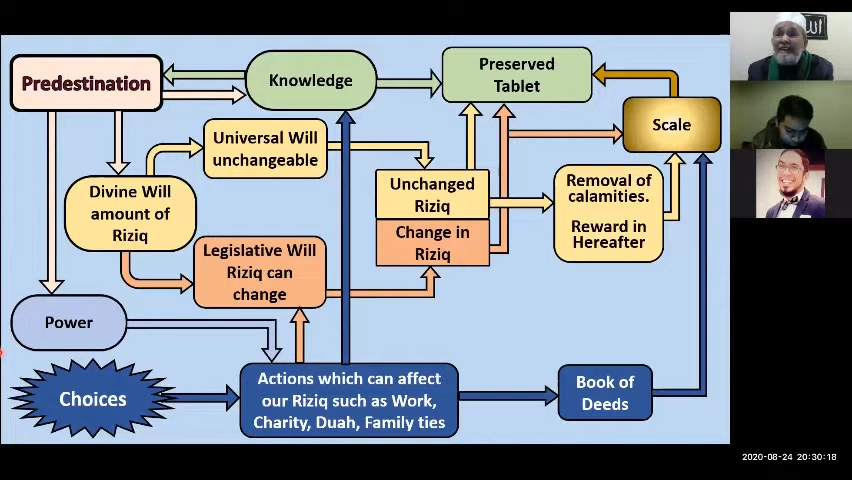 Predestination
Knowledge
Preserved
Tablet
Scale
Universal Will
unchangeable
Divine Will
amount of
Riziq
Unchanged
Riziq
Change in
Riziq
Removal of
calamities.
Reward in
Hereafter
Legislative Will
Riziq can
change
Power
Choices
Actions which can affect
our Riziq such as Work,
Charity, Duah, Family ties
Book of
Deeds
الله
2020-08-24 20:30:18